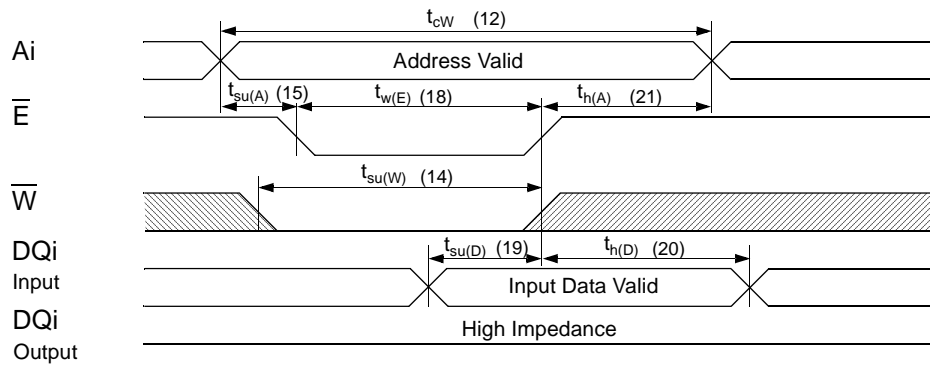 tcW (12)
Ai
Address Valid
tsu(A) (15) tw(E) (18) th(A) (21)
E
tsu(W) (14)
W
DQi
tsu(D) (19) th(D) (20)
Input
Input Data Valid
DQi
High Impedance
Output